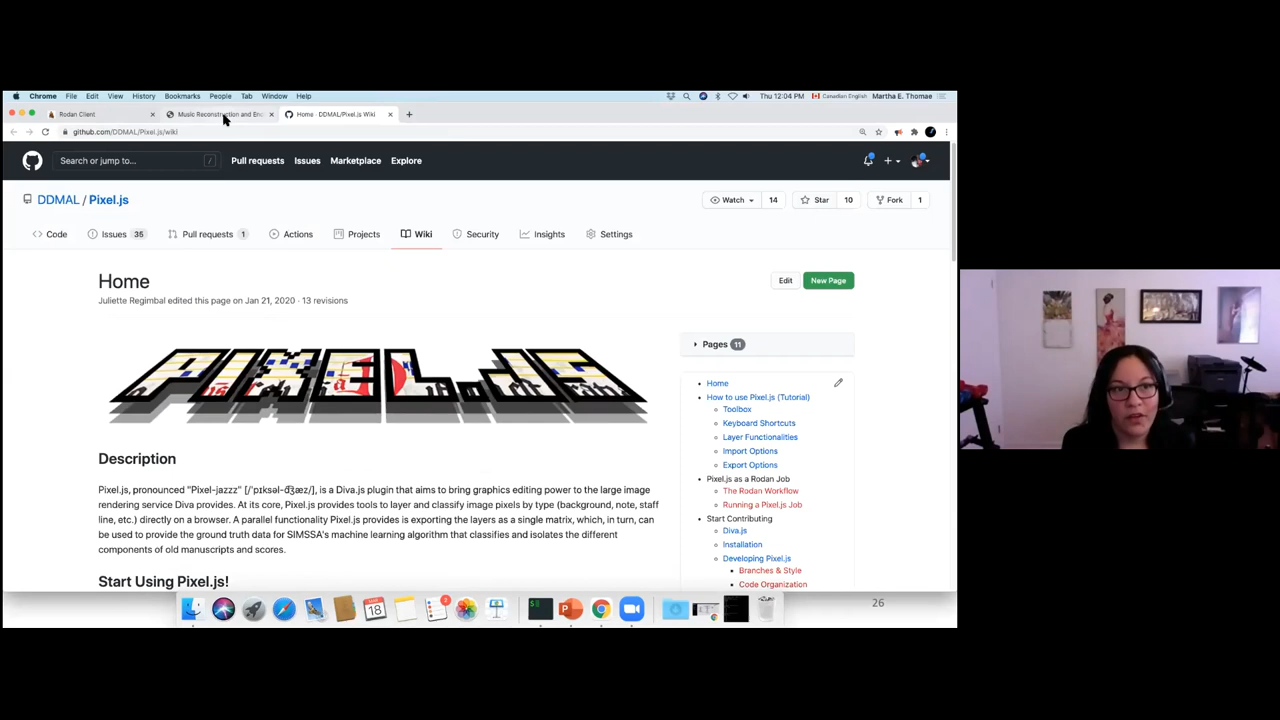 Chrome File Edit View History Bookmarks People Tab Window Help Thu 12:04 PM Canadian English Martha E. Thomae
Rodan Client Music Reconstruction and Enc Home · DDMAL/Pixel.js Wiki
github.com/DDMAL/Pixel.js/wiki
Search or jump to... / Pull requests Issues Marketplace Explore
DDMAL / Pixel.js Watch 14 Star 10 Fork 1
Code Issues 35 Pull requests 1 Actions Projects Wiki Security Insights Settings
Home Edit New Page
Juliette Regimbal edited this page on Jan 21, 2020 · 13 revisions
PIXEL.JS
Description
Pixel.js, pronounced "Pixel-jazzz" [/ˈpɪksəl-ʤæz/], is a Diva.js plugin that aims to bring graphics editing power to the large image
rendering service Diva provides. At its core, Pixel.js provides tools to layer and classify image pixels by type (background, note, staff
line, etc.) directly on a browser. A parallel functionality Pixel.js provides is exporting the layers as a single matrix, which, in turn, can
be used to provide the ground truth data for SIMSSA's machine learning algorithm that classifies and isolates the different
components of old manuscripts and scores.
Start Using Pixel.js!
Pages 11
Home
How to use Pixel.js (Tutorial)
Toolbox
Keyboard Shortcuts
Layer Functionalities
Import Options
Export Options
Pixel.js as a Rodan Job
The Rodan Workflow
Running a Pixel.js Job
Start Contributing
Diva.js
Installation
Developing Pixel.js
Branches & Style
Code Organization
18
26